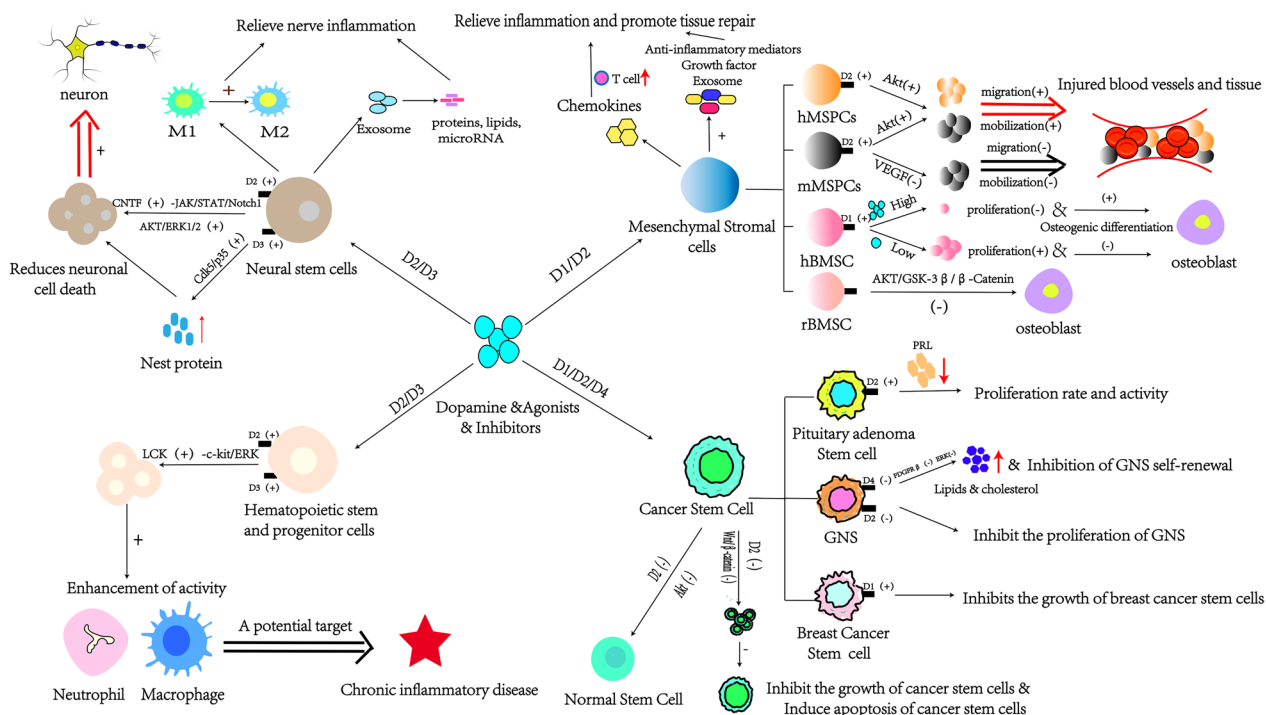 Relieve nerve inflammation
neuron
M1
+
M2
Exosome
proteins, lipids,
microRNA
+
CNTF (+) -JAK/STAT/Notch1
AKT/ERK1/2 (+)
D2 (+)
D3 (+)
Cdk5/p35 (+)
Neural stem cells
Reduces neuronal
cell death
Nest protein
Relieve inflammation and promote tissue repair
T cell
Chemokines
Anti-inflammatory mediators
Growth factor
Exosome
+
Mesenchymal Stromal
cells
D2 (+)
hMSPCs
Akt(+)
D2 (+)
mMSPCs
Akt(+)
VEGF(-)
migration(+)
mobilization(+)
migration(-)
mobilization(-)
Injured blood vessels and tissue
D1 (+)
hBMSC
High
Low
proliferation(-) &
(+)
Osteogenic differentiation
proliferation(+) &
(-)
osteoblast
rBMSC
AKT/GSK-3 β / β -Catenin
(-)
osteoblast
D2/D3
D1/D2
D2/D3
D1/D2/D4
Dopamine &Agonists
& Inhibitors
LCK (+) -c-kit/ERK
D2 (+)
D3 (+)
Hematopoietic stem
and progenitor cells
+
Enhancement of activity
Neutrophil
Macrophage
A potential target
Chronic inflammatory disease
Cancer Stem Cell
D2 (-)
AKt (-)
Normal Stem Cell
D2 (-)
Wnt/β-catenin (-)
-
Inhibit the growth of cancer stem cells &
Induce apoptosis of cancer stem cells
D2 (+)
Pituitary adenoma
Stem cell
PRL
Proliferation rate and activity
D4 (-)
PDGFR β (-) ERK(-)
D2 (-)
GNS
Lipids & cholesterol
& Inhibition of GNS self-renewal
Inhibit the proliferation of GNS
D1 (+)
Breast Cancer
Stem cell
Inhibits the growth of breast cancer stem cells